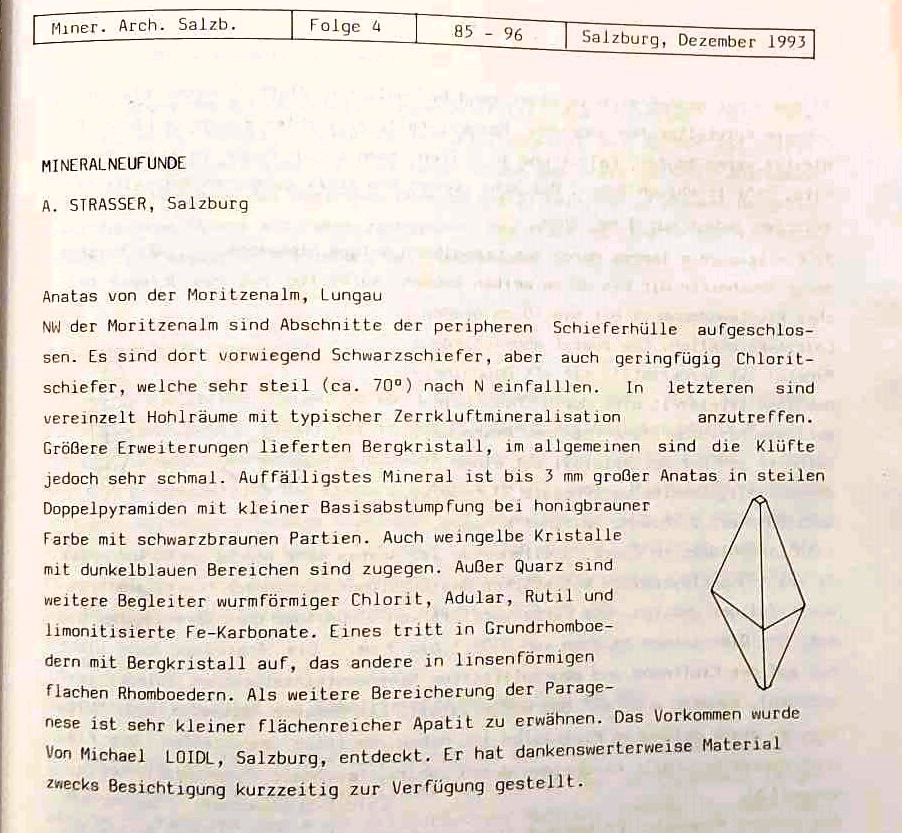 Miner. Arch. Salzb. Folge 4 85 - 96 Salzburg, Dezember 1993
MINERALNEUFUNDE
A. STRASSER, Salzburg
Anatas von der Moritzenalm, Lungau
NW der Moritzenalm sind Abschnitte der peripheren Schieferhülle aufgeschlos-
sen. Es sind dort vorwiegend Schwarzschiefer, aber auch geringfügig Chlorit-
schiefer, welche sehr steil (ca. 70°) nach N einfalllen. In letzteren sind
vereinzelt Hohlräume mit typischer Zerrkluftmineralisation anzutreffen.
Größere Erweiterungen lieferten Bergkristall, im allgemeinen sind die Klüfte
jedoch sehr schmal. Auffälligstes Mineral ist bis 3 mm großer Anatas in steilen
Doppelpyramiden mit kleiner Basisabstumpfung bei honigbrauner
Farbe mit schwarzbraunen Partien. Auch weingelbe Kristalle
mit dunkelblauen Bereichen sind zugegen. Außer Quarz sind
weitere Begleiter wurmförmiger Chlorit, Adular, Rutil und
limonitisierte Fe-Karbonate. Eines tritt in Grundrhomboe-
dern mit Bergkristall auf, das andere in linsenförmigen
flachen Rhomboedern. Als weitere Bereicherung der Parage-
nese ist sehr kleiner flächenreicher Apatit zu erwähnen. Das Vorkommen wurde
Von Michael LOIDL, Salzburg, entdeckt. Er hat dankenswerterweise Material
zwecks Besichtigung kurzzeitig zur Verfügung gestellt.